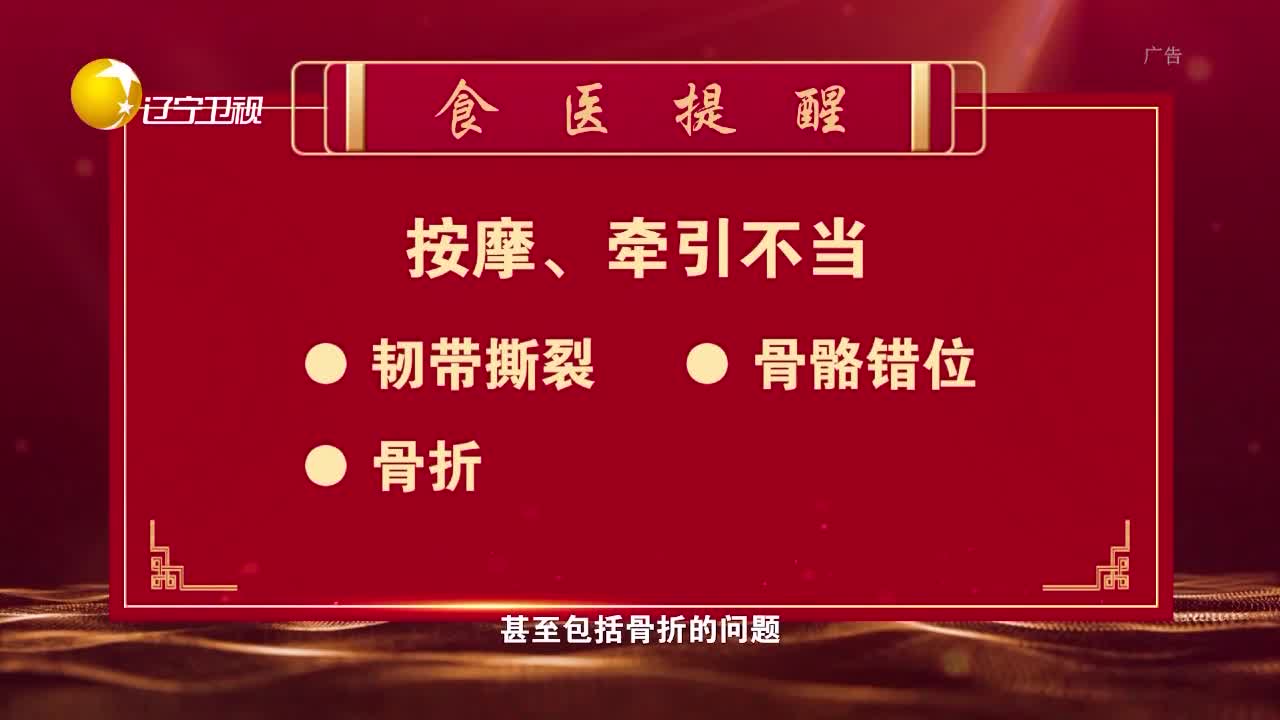 广告
辽宁卫视
食医提醒
按摩、牵引不当
● 韧带撕裂
● 骨骼错位
● 骨折
甚至包括骨折的问题